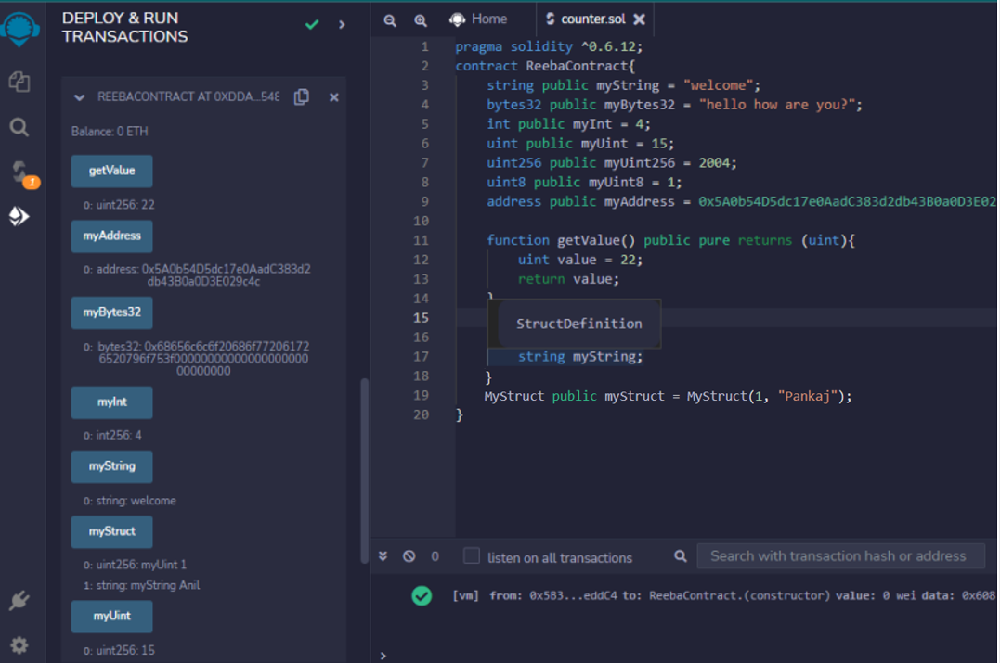 DEPLOY & RUN
TRANSACTIONS
REEBACONTRACT AT 0XDDA...548
Balance: 0 ETH
getValue
0: uint256: 22
myAddress
0: address: 0x5A0b54D5dc17e0AadC383d2
db43B0a0D3E029c4c
myBytes32
0: bytes32: 0x68656c6c6f20686f77206172
6520796f753f00000000000000000000
00000000
myInt
0: int256: 4
myString
0: string: welcome
myStruct
0: uint256: myUint 1
1: string: myString Anil
myUint
0: uint256: 15
1
Home
counter.sol
1 pragma solidity ^0.6.12;
2 contract ReebaContract{
3 string public myString = "welcome";
4 bytes32 public myBytes32 = "hello how are you?";
5 int public myInt = 4;
6 uint public myUint = 15;
7 uint256 public myUint256 = 2004;
8 uint8 public myUint8 = 1;
9 address public myAddress = 0x5A0b54D5dc17e0AadC383d2db43B0a0D3E02
10
11 function getValue() public pure returns (uint){
12 uint value = 22;
13 return value;
14 }
15
StructDefinition
16
17 string myString;
18 }
19 MyStruct public myStruct = MyStruct(1, "Pankaj");
20 }
0
listen on all transactions
Search with transaction hash or address
[vm] from: 0x5B3...eddC4 to: ReebaContract.(constructor) value: 0 wei data: 0x608
>